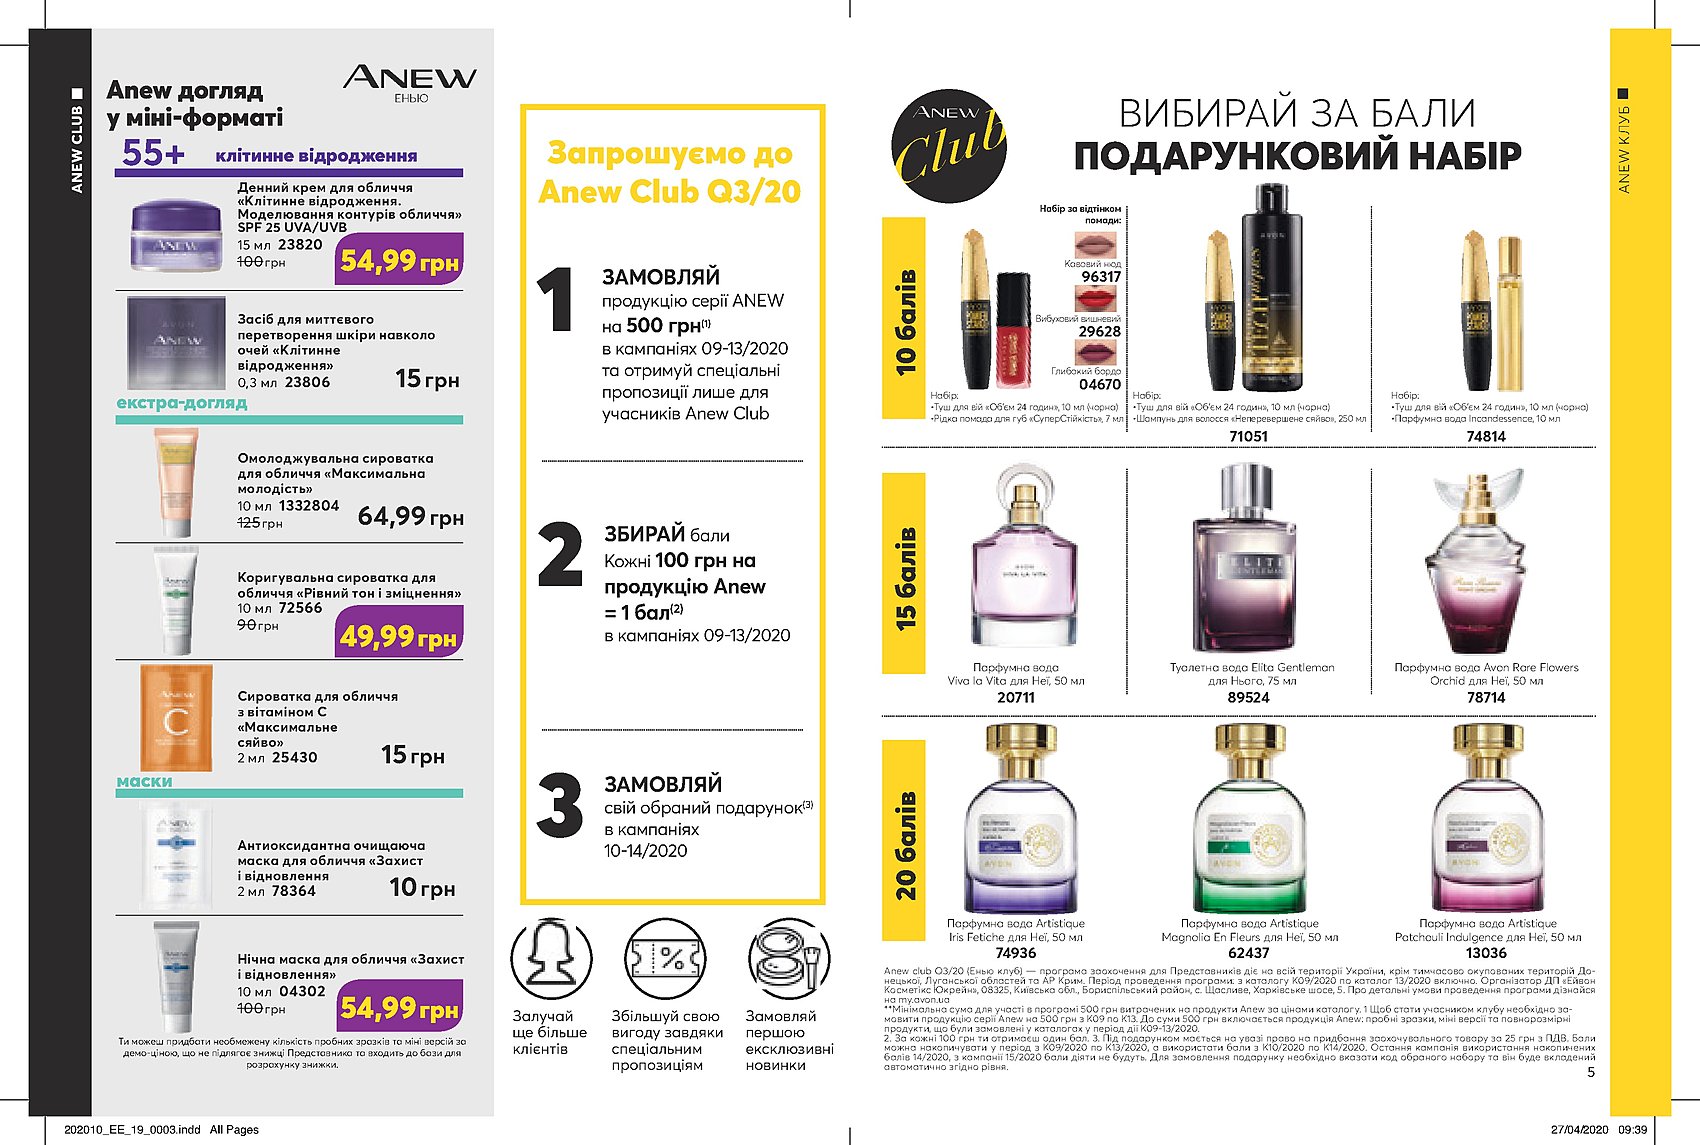 ANEW CLUB
Anew догляд
у міні-форматі
ANEW
ЕНЬЮ
55+ клітинне відродження
Денний крем для обличчя
«Клітинне відродження.
Моделювання контурів обличчя»
SPF 25 UVA/UVB
15 мл 23820
100 грн
54,99 грн
Засіб для миттєвого
перетворення шкіри навколо
очей «Клітинне
відродження»
0,3 мл 23806
15 грн
екстра-догляд
Омолоджувальна сироватка
для обличчя «Максимальна
молодість»
10 мл 1332804
125 грн
64,99 грн
Коригувальна сироватка для
обличчя «Рівний тон і зміцнення»
10 мл 72566
90 грн
49,99 грн
Сироватка для обличчя
з вітаміном С
«Максимальне
сяйво»
2 мл 25430
15 грн
маски
Антиоксидантна очищаюча
маска для обличчя «Захист
і відновлення
2 мл 78364
10 грн
Нічна маска для обличчя «Захист
і відновлення»
10 мл 04302
100 грн
54,99 грн
Ти можеш придбати необмежену кількість пробних зразків та міні версій за
демо-ціною, що не підлягає знижці Представника та входить до бази для
розрахунку знижки.
Запрошуємо до
Anew Club Q3/20
1
ЗАМОВЛЯЙ
продукцію серії ANEW
на 500 грн(1)
в кампаніях 09-13/2020
та отримуй спеціальні
пропозиції лише для
учасників Anew Club
2
ЗБИРАЙ бали
Кожні 100 грн на
продукцію Anew
= 1 бал(2)
в кампаніях 09-13/2020
3
ЗАМОВЛЯЙ
свій обраний подарунок(3)
в кампаніях
10-14/2020
Залучай
ще більше
клієнтів
Збільшуй свою
вигоду завдяки
спеціальним
пропозиціям
Замовляй
першою
ексклюзивні
новинки
ANEW
Club
ВИБИРАЙ ЗА БАЛИ
ПОДАРУНКОВИЙ НАБІР
ANEW КЛУБ
10 балів
Набір за відтінком
помади:
Кавовий нюд
96317
Вибуховий вишневий
29628
Глибокий бордо
04670
Набір:
•Туш для вій «Об'єм 24 годин», 10 мл (чорна)
•Рідка помада для губ «СуперСтійкість», 7 мл
Набір:
•Туш для вій «Об'єм 24 годин», 10 мл (чорна)
•Шампунь для волосся «Неперевершене сяйво», 250 мл
71051
Набір:
•Туш для вій «Об'єм 24 годин», 10 мл (чорна)
•Парфумна вода Incandessence, 10 мл
74814
15 балів
AVON
VIVA LA VITA
ELITE
GENTLEMAN
Парфумна вода
Viva la Vita для Неї, 50 мл
20711
Туалетна вода Elita Gentleman
для Нього, 75 мл
89524
Парфумна вода Avon Rare Flowers
Orchid для Неї, 50 мл
78714
20 балів
Парфумна вода Artistique
Iris Fetiche для Неї, 50 мл
74936
Парфумна вода Artistique
Magnolia En Fleurs для Неї, 50 мл
62437
Парфумна вода Artistique
Patchouli Indulgence для Неї, 50 мл
13036
Anew club Q3/20 (Енью клуб) — програма заохочення для Представників діє на всій території України, крім тимчасово окупованих територій До-
нецької, Луганської областей та АР Крим. Період проведення програми: з каталогу К09/2020 по каталог 13/2020 включно. Організатор ДП «Ейвон
Косметікс Юкрейн», 08325, Київська обл., Бориспільський район, с. Щасливе, Харківське шосе, 5. Про детальні умови проведення програми дізнайся
на my.avon.ua
**Мінімальна сума для участі в програмі 500 грн витрачених на продукти Anew за цінами каталогу. 1 Щоб стати учасником клубу необхідно за-
мовити продукцію серії Anew на 500 грн з К09 по К13. До суми 500 грн включається продукція Anew: пробні зразки, міні версії та повнорозмірні
продукти, що були замовлені у каталогах у період дії К09-13/2020.
2. За кожні 100 грн ти отримаєш один бал. 3. Під подарунком мається на увазі право на придбання заохочувального товару за 25 грн з ПДВ. Бали
можна накопичувати у період з К09/2020 по К13/2020, а використати бали з К10/2020 по К14/2020. Остання кампанія використання накопичених
балів 14/2020, з кампанії 15/2020 бали діяти не будуть. Для замовлення подарунку необхідно вказати код обраного набору та він буде вкладений
автоматично згідно рівня.
5
202010_EE_19_0003.indd All Pages
27/04/2020 09:39